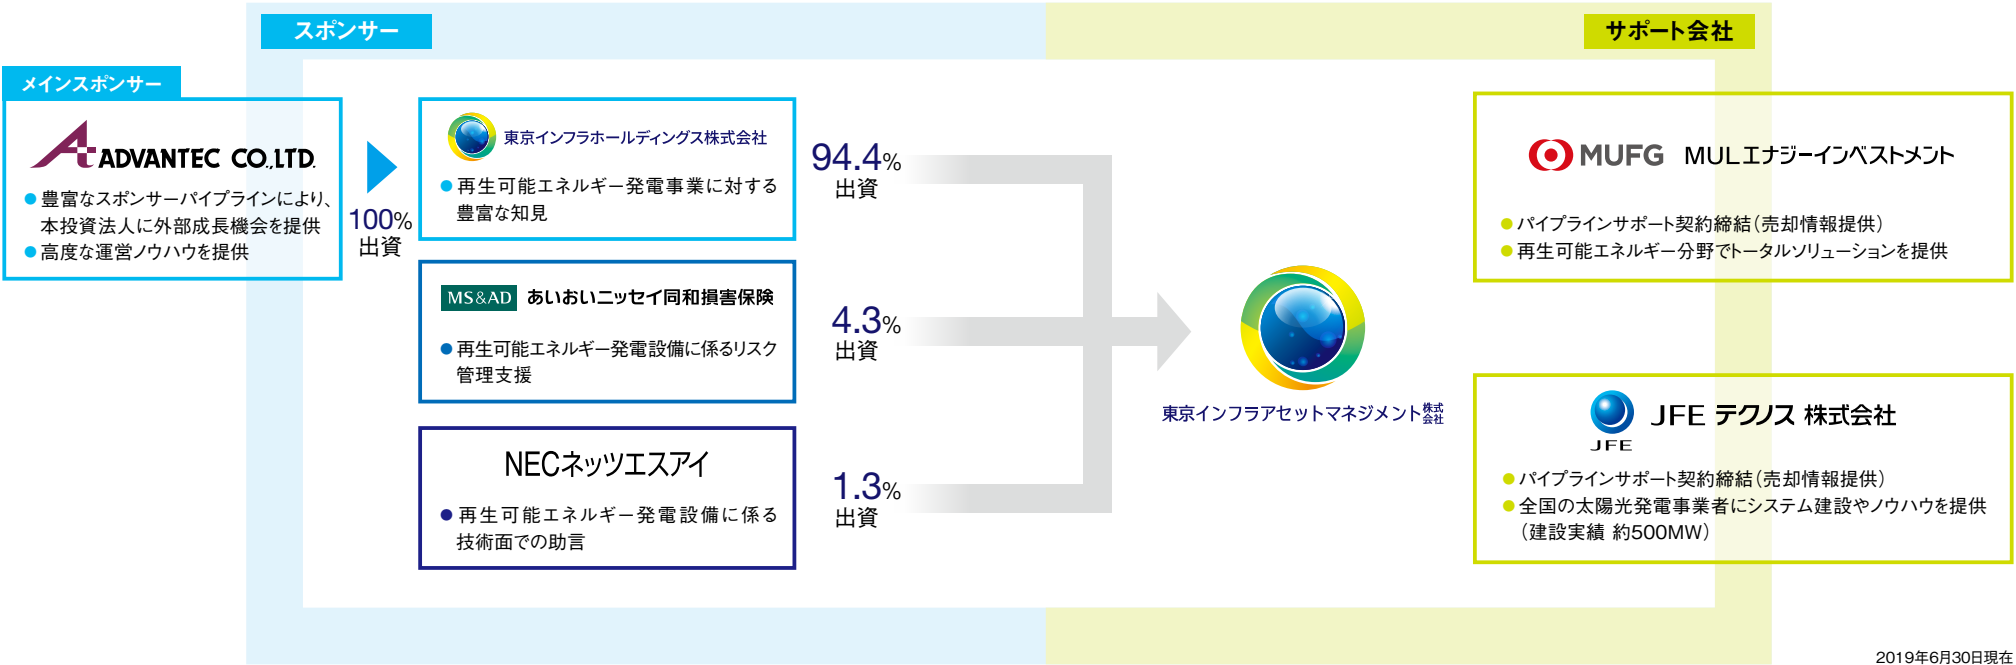 スポンサー
サポート会社
メインスポンサー
ADVANTEC CO.,LTD.
●豊富なスポンサーパイプラインにより、
本投資法人に外部成長機会を提供
●高度な運営ノウハウを提供
100%
出資
東京インフラホールディングス株式会社
●再生可能エネルギー発電事業に対する
豊富な知見
94.4%
出資
MS&AD あいおいニッセイ同和損害保険
●再生可能エネルギー発電設備に係るリスク
管理支援
4.3%
出資
NECネッツエスアイ
●再生可能エネルギー発電設備に係る
技術面での助言
1.3%
出資
東京インフラアセットマネジメント株式会社
MUFG MULエナジーインベストメント
●パイプラインサポート契約締結(売却情報提供)
●再生可能エネルギー分野でトータルソリューションを提供
JFE テクノス 株式会社
JFE
●パイプラインサポート契約締結(売却情報提供)
●全国の太陽光発電事業者にシステム建設やノウハウを提供
(建設実績 約500MW)
2019年6月30日現在